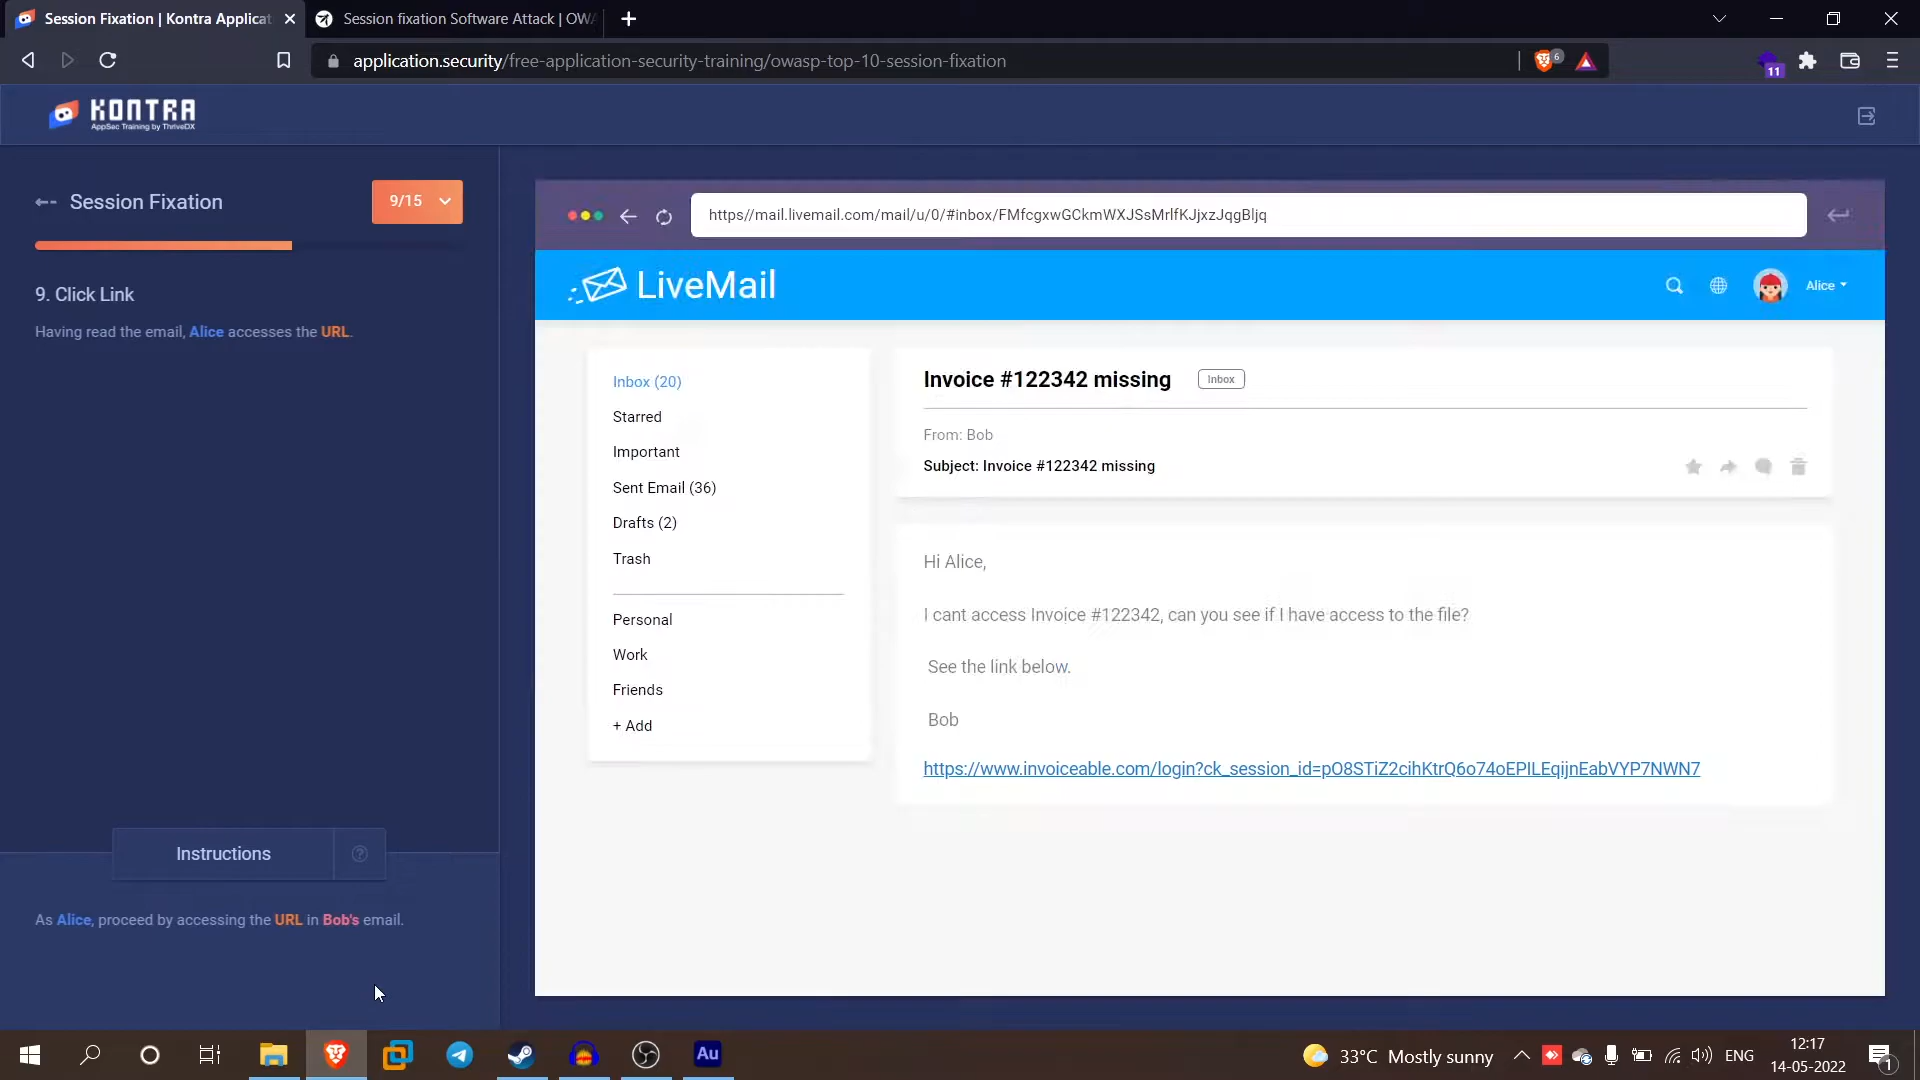 Session Fixation | Kontra Applicat
Session fixation Software Attack | OWA
application.security/free-application-security-training/owasp-top-10-session-fixation
6
11
KONTRA
AppSec Training by ThriveDX
Session Fixation
9/15
9. Click Link
Having read the email, Alice accesses the URL.
Instructions
?
As Alice, proceed by accessing the URL in Bob's email.
https//mail.livemail.com/mail/u/0/#inbox/FMfcgxwGCkmWXJSsMrlfKJjxzJqgBljq
LiveMail
Alice
Inbox (20)
Starred
Important
Sent Email (36)
Drafts (2)
Trash
Personal
Work
Friends
+ Add
Invoice #122342 missing
Inbox
From: Bob
Subject: Invoice #122342 missing
Hi Alice,
I cant access Invoice #122342, can you see if I have access to the file?
See the link below.
Bob
https://www.invoiceable.com/login?ck_session_id=pO8STiZ2cihKtrQ6o74oEPILEqijnEabVYP7NWN7
Au
33°C Mostly sunny
ENG
12:17
14-05-2022
1